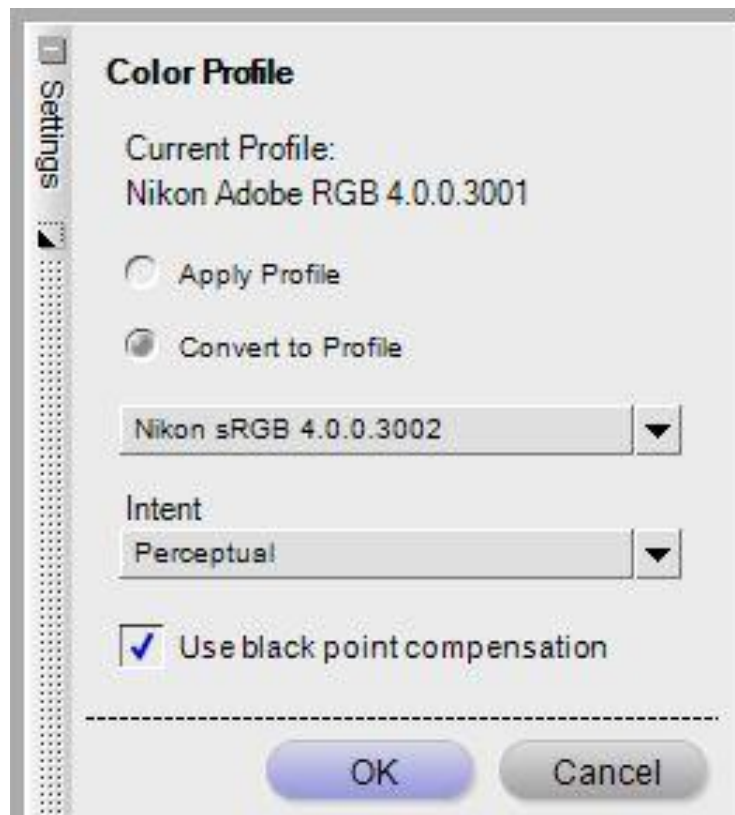 Settings
Color Profile
Current Profile:
Nikon Adobe RGB 4.0.0.3001
Apply Profile
Convert to Profile
Nikon sRGB 4.0.0.3002
Intent
Perceptual
Use black point compensation
OK
Cancel